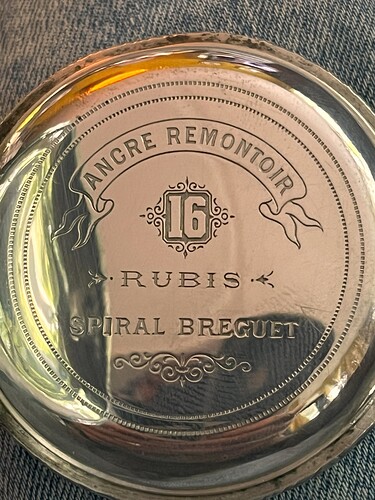 ANCRE REMONTOIR
16
RUBIS
SPIRAL BREGUET